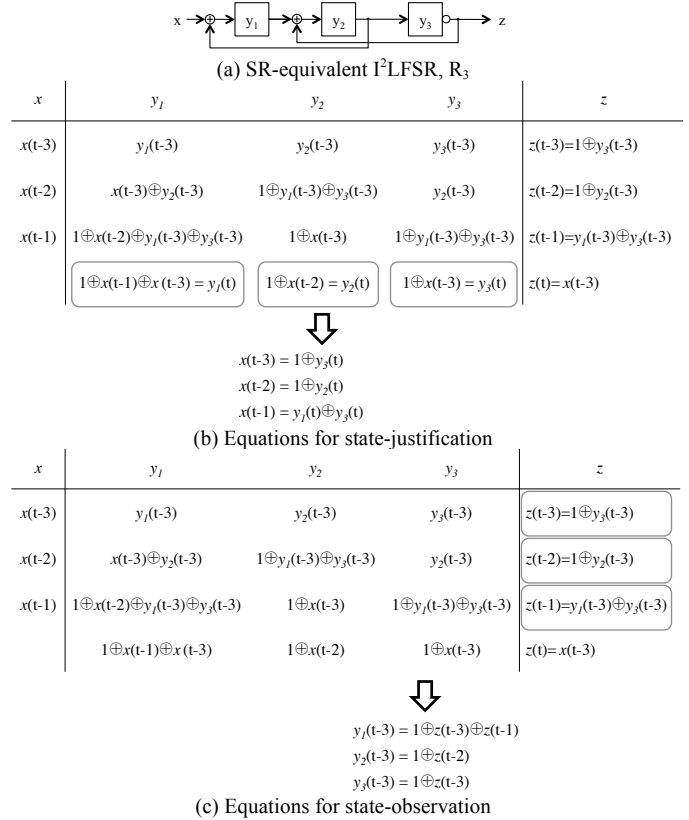 x y₁ y₂ y₃ z
(a) SR-equivalent I²LFSR, R₃
x y₁ y₂ y₃ z
x(t-3) y₁(t-3) y₂(t-3) y₃(t-3) z(t-3)=1⊕y₃(t-3)
x(t-2) x(t-3)⊕y₂(t-3) 1⊕y₁(t-3)⊕y₃(t-3) y₂(t-3) z(t-2)=1⊕y₂(t-3)
x(t-1) 1⊕x(t-2)⊕y₁(t-3)⊕y₃(t-3) 1⊕x(t-3) 1⊕y₁(t-3)⊕y₃(t-3) z(t-1)=y₁(t-3)⊕y₃(t-3)
1⊕x(t-1)⊕x (t-3) = y₁(t) 1⊕x(t-2) = y₂(t) 1⊕x(t-3) = y₃(t) z(t)= x(t-3)
x(t-3) = 1⊕y₃(t)
x(t-2) = 1⊕y₂(t)
x(t-1) = y₁(t)⊕y₃(t)
(b) Equations for state-justification
x y₁ y₂ y₃ z
x(t-3) y₁(t-3) y₂(t-3) y₃(t-3) z(t-3)=1⊕y₃(t-3)
x(t-2) x(t-3)⊕y₂(t-3) 1⊕y₁(t-3)⊕y₃(t-3) y₂(t-3) z(t-2)=1⊕y₂(t-3)
x(t-1) 1⊕x(t-2)⊕y₁(t-3)⊕y₃(t-3) 1⊕x(t-3) 1⊕y₁(t-3)⊕y₃(t-3) z(t-1)=y₁(t-3)⊕y₃(t-3)
1⊕x(t-1)⊕x (t-3) 1⊕x(t-2) 1⊕x(t-3) z(t)= x(t-3)
y₁(t-3) = 1⊕z(t-3)⊕z(t-1)
y₂(t-3) = 1⊕z(t-2)
y₃(t-3) = 1⊕z(t-3)
(c) Equations for state-observation